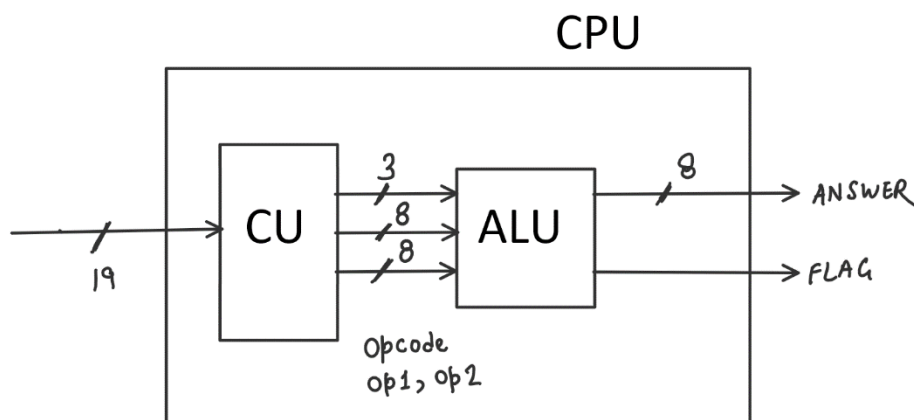 CPU
3
8
8
8
CU
ALU
ANSWER
FLAG
19
Opcode
op1, op2